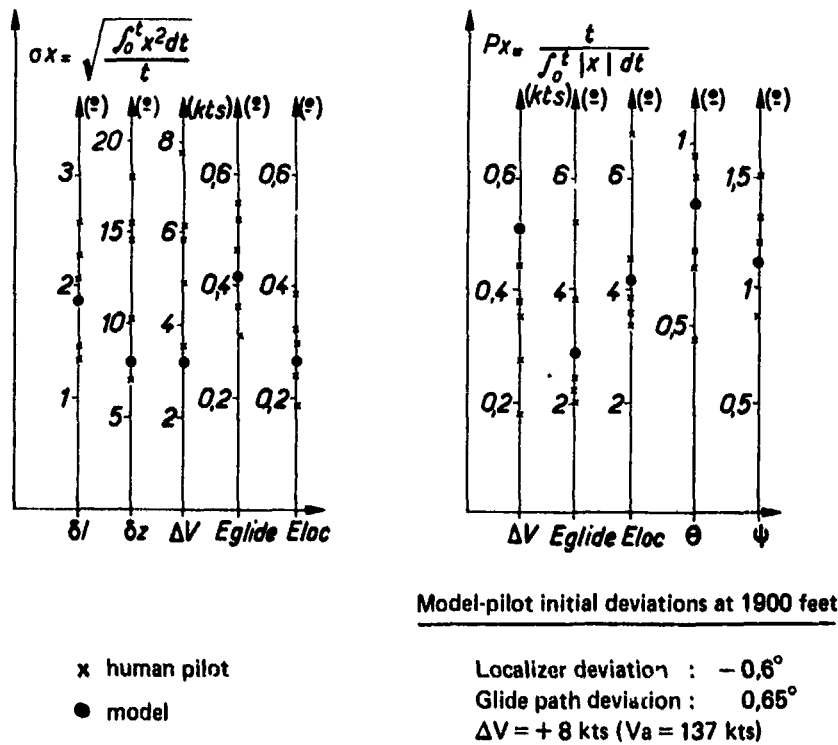 σx = √(∫₀ᵗ x² dt / t)
(º) (º) (kts) (º) (º)
20 8
3 0,6 0,6
15 6
2 0,4 0,4
10 4
1 5 2 0,2 0,2
δl δz ΔV Eglide Eloc
Px = t / ∫₀ᵗ |x| dt
(kts) (º) (º) (º) (º)
1
0,6 6 6 1,5
0,4 4 4 0,5 1
0,2 2 2 0,5
ΔV Eglide Eloc Θ ψ
Model-pilot initial deviations at 1900 feet
x human pilot
● model
Localizer deviation : – 0,6°
Glide path deviation : 0,65°
ΔV = + 8 kts (Va = 137 kts)